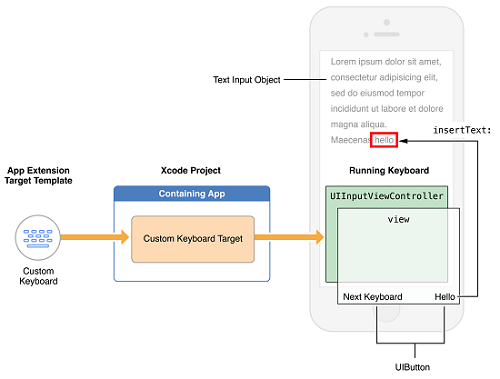 Lorem ipsum dolor sit amet,
consectetur adipisicing elit,
sed do eiusmod tempor
incididunt ut labore et dolore
magna aliqua.
Maecenas hello
Text Input Object
insertText:
App Extension
Target Template
Custom
Keyboard
Xcode Project
Containing App
Custom Keyboard Target
Running Keyboard
UIInputViewController
view
Next Keyboard
Hello
UIButton